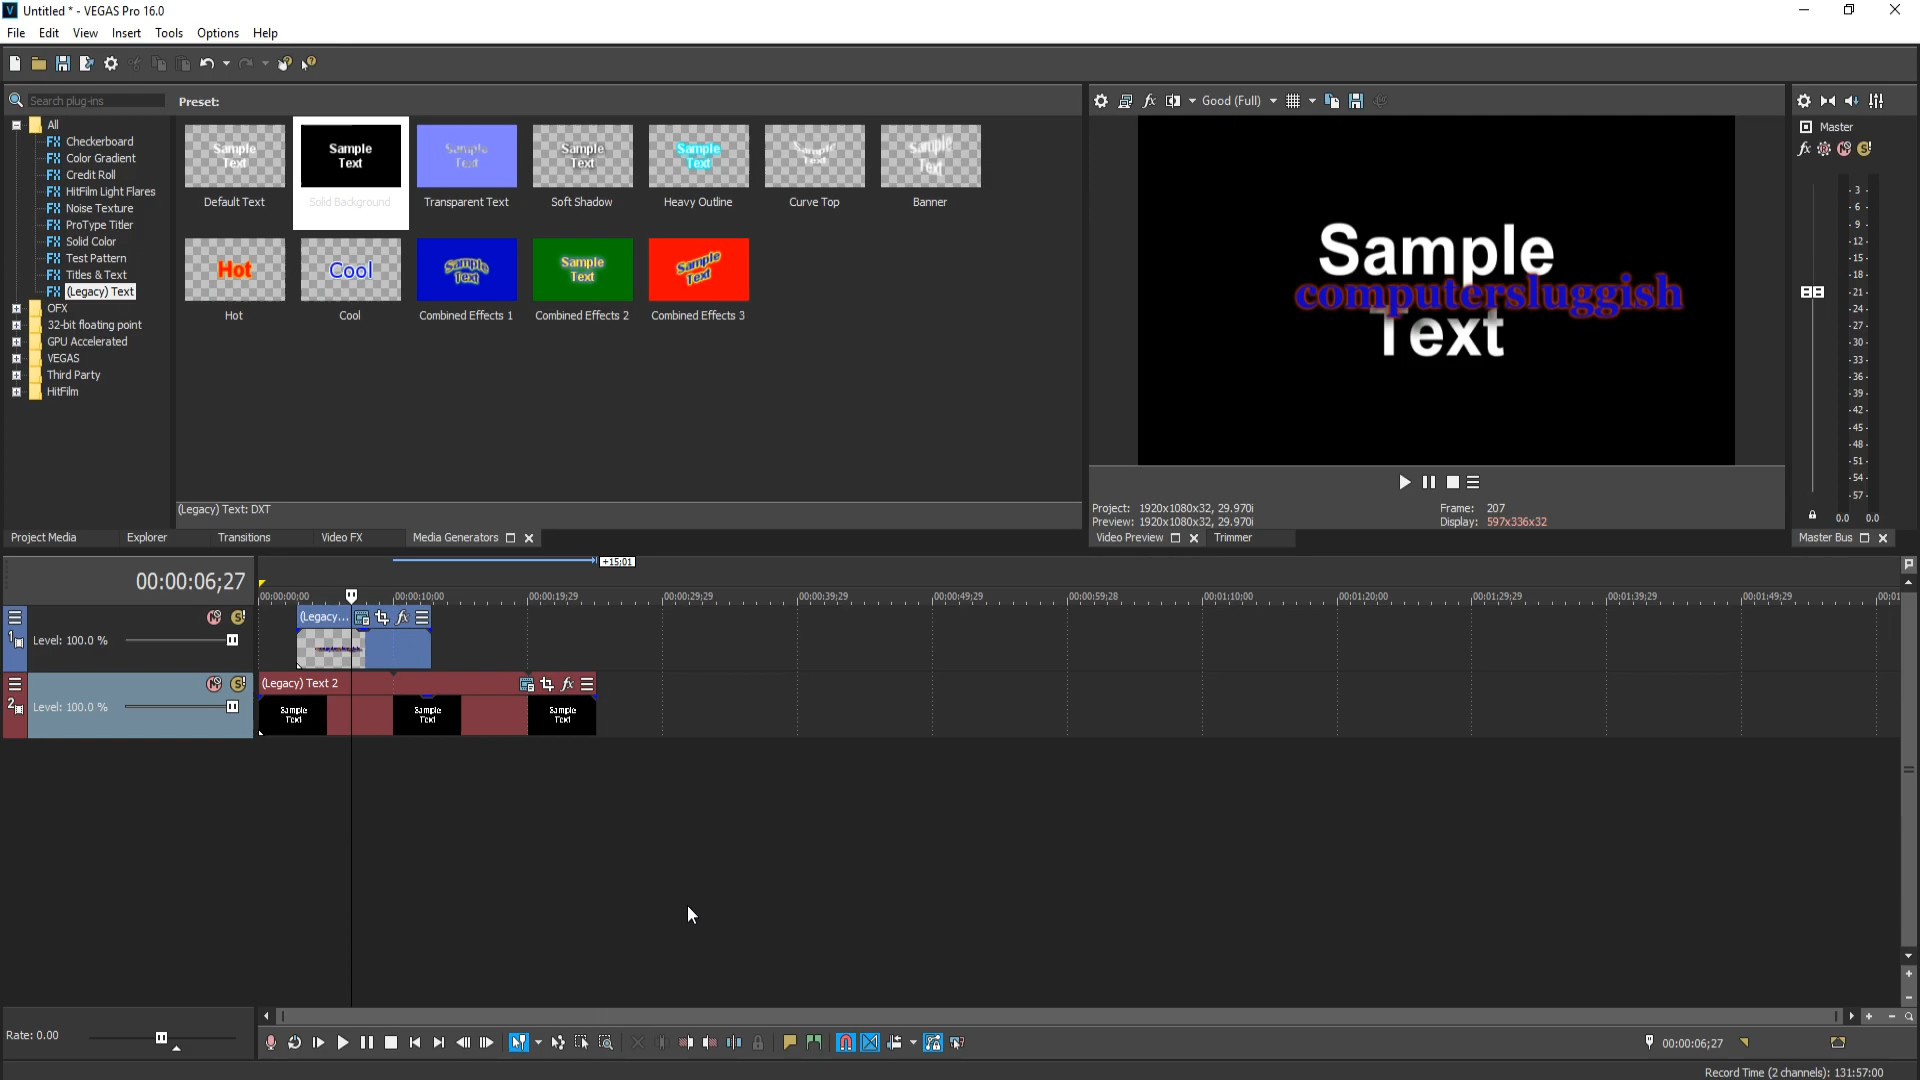 Untitled * - VEGAS Pro 16.0
File Edit View Insert Tools Options Help
Search plug-ins
Preset:
All
Checkerboard
Color Gradient
Credit Roll
HitFilm Light Flares
Noise Texture
ProType Titler
Solid Color
Test Pattern
Titles & Text
(Legacy) Text
OFX
32-bit floating point
GPU Accelerated
VEGAS
Third Party
HitFilm
Sample Text
Default Text
Sample Text
Solid Background
Sample Text
Transparent Text
Sample Text
Soft Shadow
Sample Text
Heavy Outline
Sample Text
Curve Top
Sample Text
Banner
Hot
Hot
Cool
Cool
Sample Text
Combined Effects 1
Sample Text
Combined Effects 2
Sample Text
Combined Effects 3
(Legacy) Text: DXT
Project Media Explorer Transitions Video FX Media Generators
Good (Full)
Sample
computersluggish
Text
Project: 1920x1080x32, 29.970i
Frame: 207
Preview: 1920x1080x32, 29.970i
Display: 597x336x32
Video Preview Trimmer
Master
- 3 -
- 6 -
- 9 -
-12-
-15-
-18-
-21-
-24-
-27-
-30-
-33-
-36-
-39-
-42-
-45-
-48-
-51-
-54-
-57-
0.0 0.0
Master Bus
+15;01
00:00:06;27
00:00:00;00 00:00:10;00 00:00:19;29 00:00:29;29 00:00:39;29 00:00:49;29 00:00:59;28 00:01:10;00 00:01:20;00 00:01:29;29 00:01:39;29 00:01:49;29 00:01
1
Level: 100.0 %
(Legacy...
2
Level: 100.0 %
(Legacy) Text 2
Sample Text
Sample Text
Sample Text
Rate: 0.00
00:00:06;27
Record Time (2 channels): 131:57:00